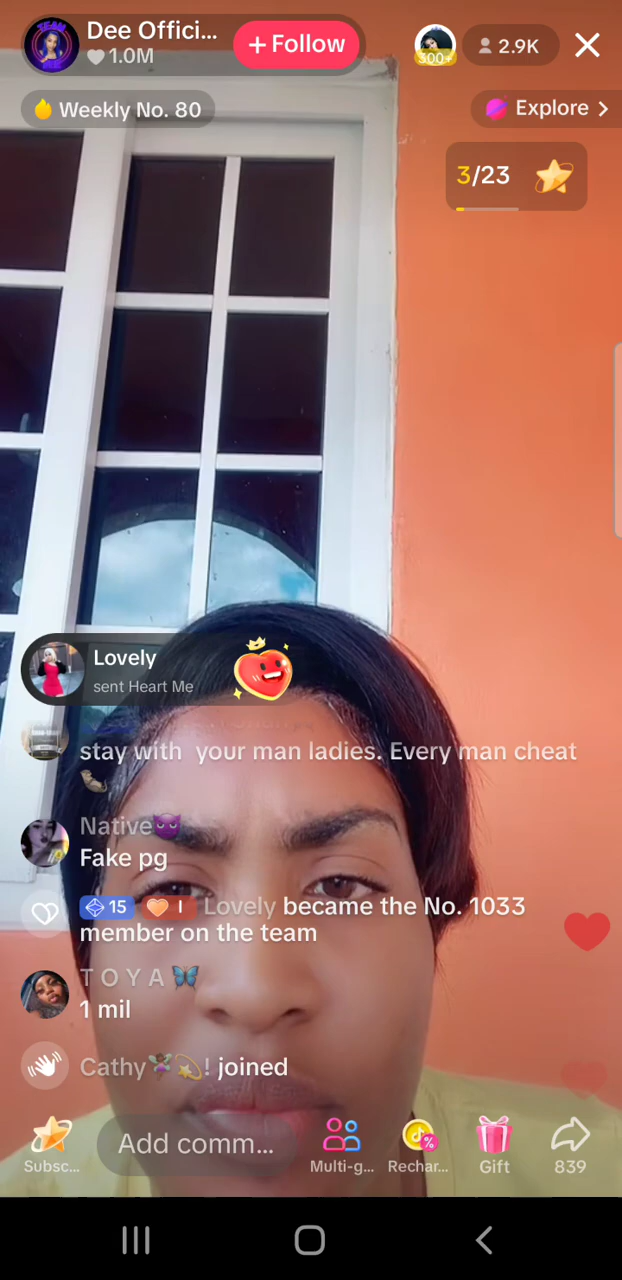 TEAM
Dee Offici...
1.0M
+ Follow
300+
2.9K
Weekly No. 80
Explore >
3/23
Lovely
sent Heart Me
stay with your man ladies. Every man cheat
Native😈
Fake pg
15 I Lovely became the No. 1033
member on the team
T O Y A🦋
1 mil
Cathy🧚🏾‍♀️💫! joined
Subsc...
Add comm...
Multi-g...
Rechar...
Gift
839